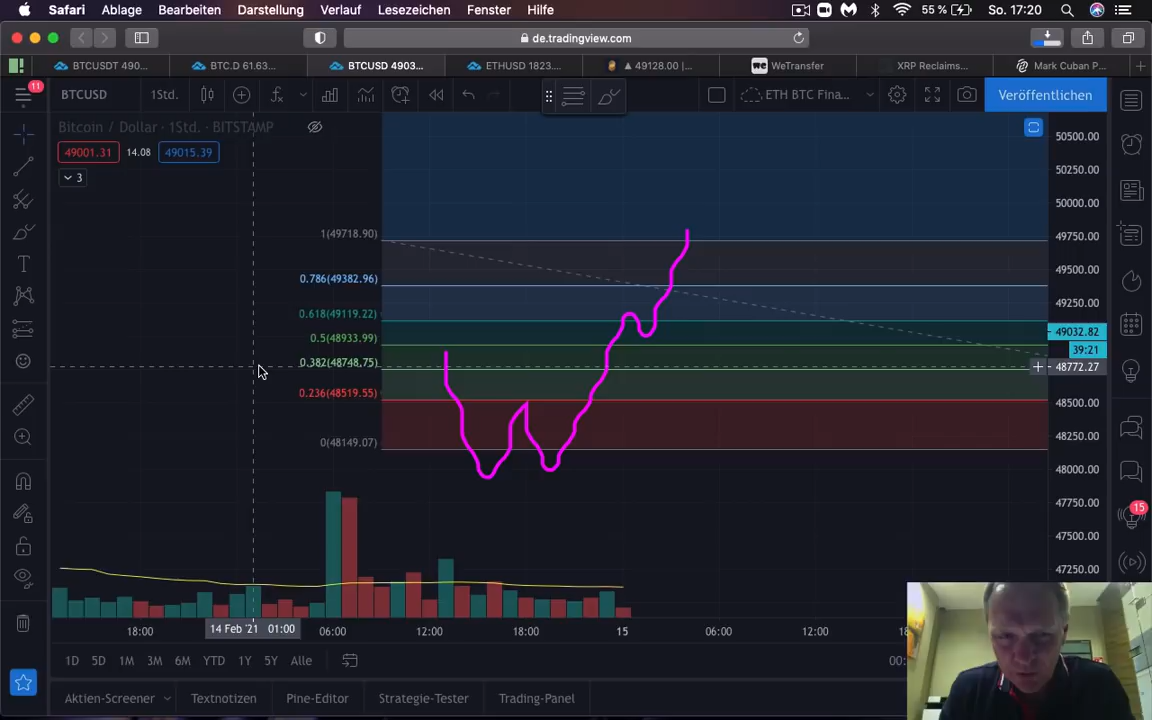 Safari Ablage Bearbeiten Darstellung Verlauf Lesezeichen Fenster Hilfe 55 % So. 17:20
de.tradingview.com
BTCUSDT 490... BTC.D 61.63... BTCUSD 4903... ETHUSD 1823... ▲ 49128.00 |... WeTransfer XRP Reclaims... Mark Cuban P...
11 BTCUSD 1Std. ETH BTC Fina... Veröffentlichen
Bitcoin / Dollar · 1Std. · BITSTAMP
49001.31 14.08 49015.39
3
50500.00
50250.00
50000.00
1(49718.90) 49750.00
49500.00
0.786(49382.96)
49250.00
0.618(49119.22)
49032.82
0.5(48933.99)
39:21
0.382(48748.75) 48772.27
0.236(48519.55)
48500.00
0(48149.07) 48250.00
48000.00
47750.00
15
47500.00
47250.00
18:00 14 Feb '21 01:00 06:00 12:00 18:00 15 06:00 12:00
1D 5D 1M 3M 6M YTD 1Y 5Y Alle
Aktien-Screener Textnotizen Pine-Editor Strategie-Tester Trading-Panel